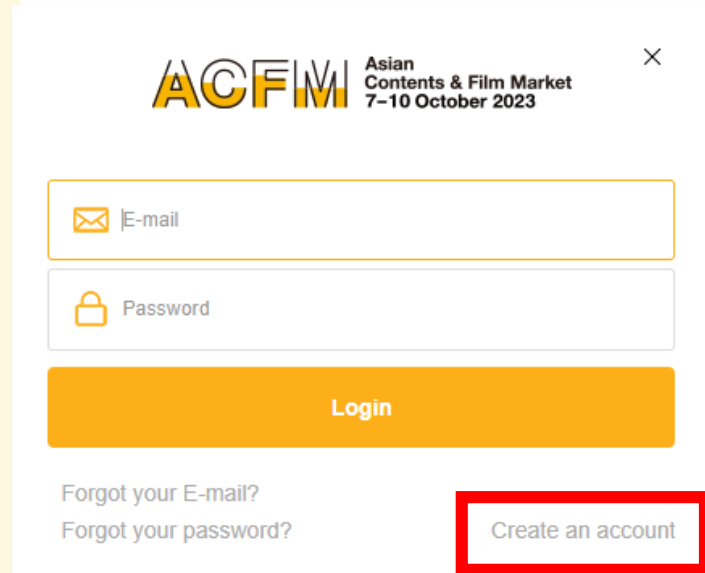 ACFM
Asian
Contents & Film Market
7–10 October 2023
E-mail
Password
Login
Forgot your E-mail?
Forgot your password?
Create an account